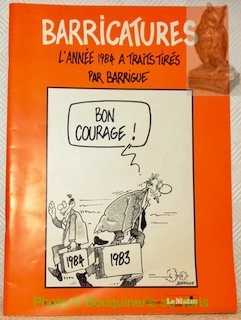 BARRICATURES
L'ANNÉE 1984 A TRAITS TIRÉS
PAR BARRIGUE
BON
COURAGE !
1984
1983
BARRIGUE
Le Matin